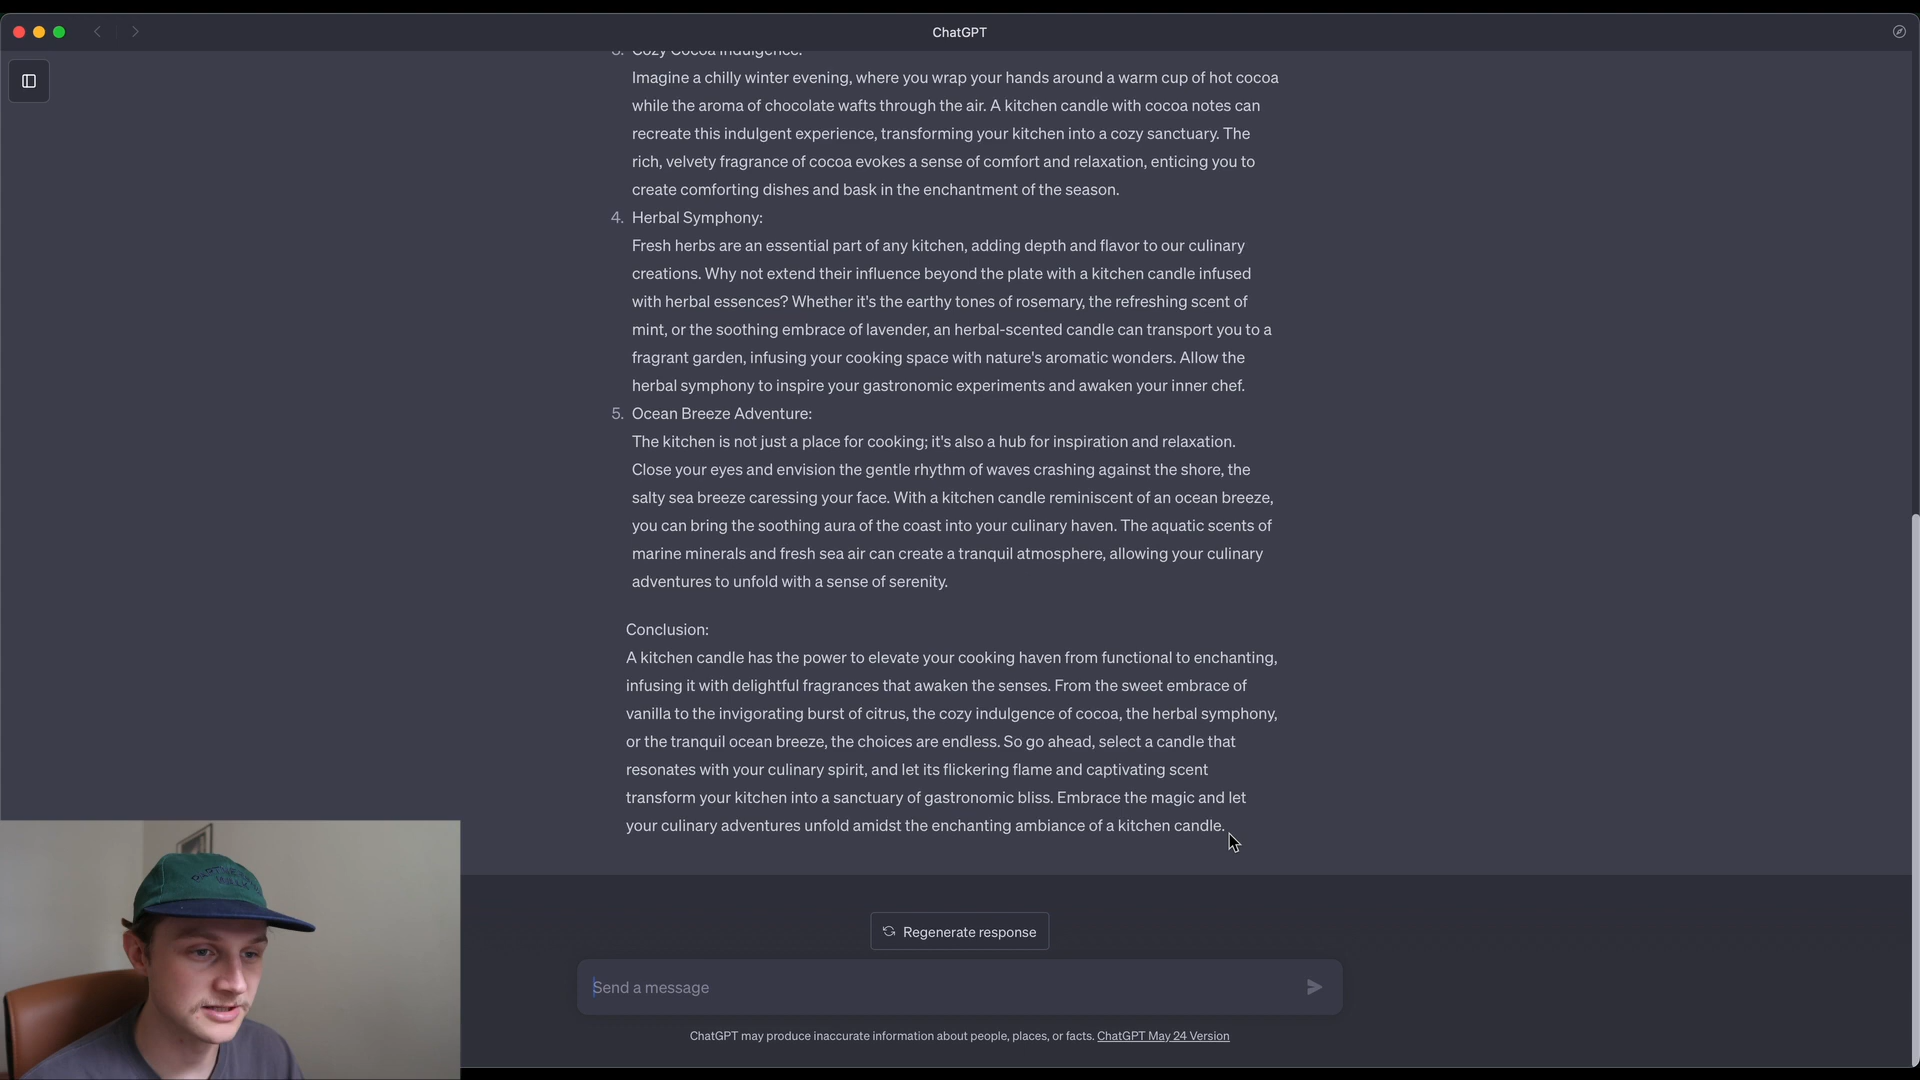 ChatGPT
3. Cozy Cocoa Indulgence:
Imagine a chilly winter evening, where you wrap your hands around a warm cup of hot cocoa
while the aroma of chocolate wafts through the air. A kitchen candle with cocoa notes can
recreate this indulgent experience, transforming your kitchen into a cozy sanctuary. The
rich, velvety fragrance of cocoa evokes a sense of comfort and relaxation, enticing you to
create comforting dishes and bask in the enchantment of the season.
4. Herbal Symphony:
Fresh herbs are an essential part of any kitchen, adding depth and flavor to our culinary
creations. Why not extend their influence beyond the plate with a kitchen candle infused
with herbal essences? Whether it's the earthy tones of rosemary, the refreshing scent of
mint, or the soothing embrace of lavender, an herbal-scented candle can transport you to a
fragrant garden, infusing your cooking space with nature's aromatic wonders. Allow the
herbal symphony to inspire your gastronomic experiments and awaken your inner chef.
5. Ocean Breeze Adventure:
The kitchen is not just a place for cooking; it's also a hub for inspiration and relaxation.
Close your eyes and envision the gentle rhythm of waves crashing against the shore, the
salty sea breeze caressing your face. With a kitchen candle reminiscent of an ocean breeze,
you can bring the soothing aura of the coast into your culinary haven. The aquatic scents of
marine minerals and fresh sea air can create a tranquil atmosphere, allowing your culinary
adventures to unfold with a sense of serenity.
Conclusion:
A kitchen candle has the power to elevate your cooking haven from functional to enchanting,
infusing it with delightful fragrances that awaken the senses. From the sweet embrace of
vanilla to the invigorating burst of citrus, the cozy indulgence of cocoa, the herbal symphony,
or the tranquil ocean breeze, the choices are endless. So go ahead, select a candle that
resonates with your culinary spirit, and let its flickering flame and captivating scent
transform your kitchen into a sanctuary of gastronomic bliss. Embrace the magic and let
your culinary adventures unfold amidst the enchanting ambiance of a kitchen candle.
Regenerate response
Send a message
ChatGPT may produce inaccurate information about people, places, or facts. ChatGPT May 24 Version